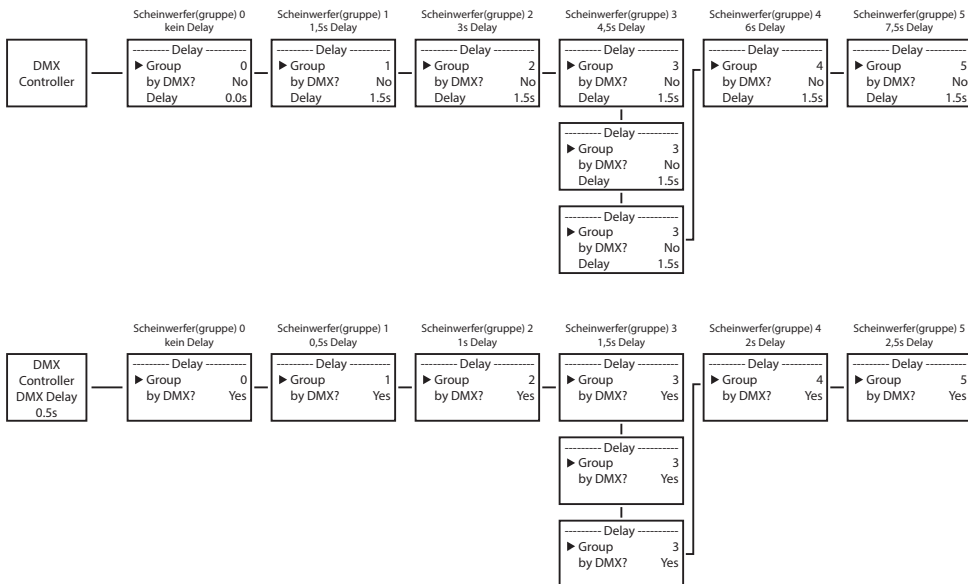 Scheinwerfer(gruppe) 0
kein Delay
Scheinwerfer(gruppe) 1
1,5s Delay
Scheinwerfer(gruppe) 2
3s Delay
Scheinwerfer(gruppe) 3
4,5s Delay
Scheinwerfer(gruppe) 4
6s Delay
Scheinwerfer(gruppe) 5
7,5s Delay
DMX
Controller
--------- Delay ----------
▶ Group 0
by DMX? No
Delay 0.0s
--------- Delay ----------
▶ Group 1
by DMX? No
Delay 1.5s
--------- Delay ----------
▶ Group 2
by DMX? No
Delay 1.5s
--------- Delay ----------
▶ Group 3
by DMX? No
Delay 1.5s
--------- Delay ----------
▶ Group 3
by DMX? No
Delay 1.5s
--------- Delay ----------
▶ Group 3
by DMX? No
Delay 1.5s
--------- Delay ----------
▶ Group 4
by DMX? No
Delay 1.5s
--------- Delay ----------
▶ Group 5
by DMX? No
Delay 1.5s
Scheinwerfer(gruppe) 0
kein Delay
Scheinwerfer(gruppe) 1
0,5s Delay
Scheinwerfer(gruppe) 2
1s Delay
Scheinwerfer(gruppe) 3
1,5s Delay
Scheinwerfer(gruppe) 4
2s Delay
Scheinwerfer(gruppe) 5
2,5s Delay
DMX
Controller
DMX Delay
0.5s
--------- Delay ----------
▶ Group 0
by DMX? Yes
--------- Delay ----------
▶ Group 1
by DMX? Yes
--------- Delay ----------
▶ Group 2
by DMX? Yes
--------- Delay ----------
▶ Group 3
by DMX? Yes
--------- Delay ----------
▶ Group 3
by DMX? Yes
--------- Delay ----------
▶ Group 3
by DMX? Yes
--------- Delay ----------
▶ Group 4
by DMX? Yes
--------- Delay ----------
▶ Group 5
by DMX? Yes